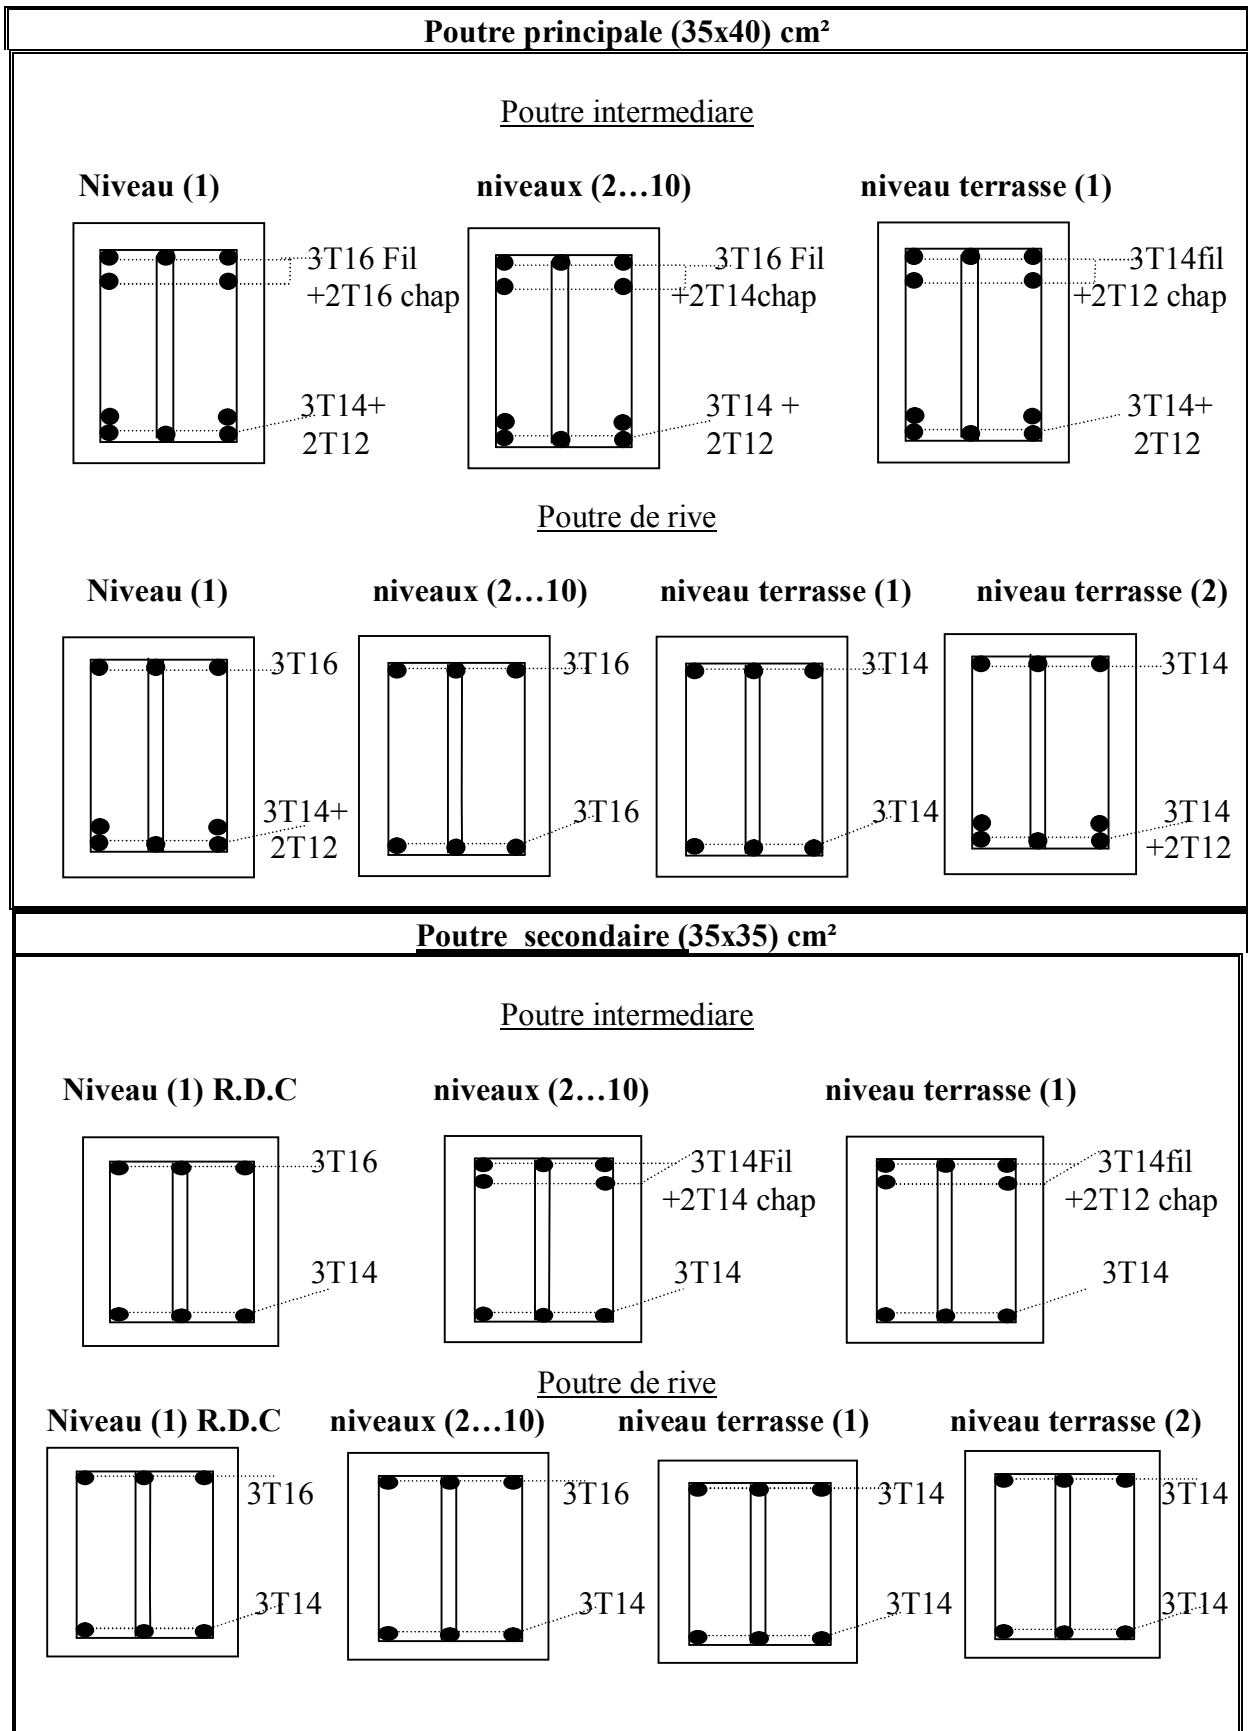 Poutre principale (35x40) cm²
Poutre intermediare
Niveau (1) niveaux (2…10) niveau terrasse (1)
3T16 Fil 3T16 Fil 3T14fil
+2T16 chap +2T14chap +2T12 chap
3T14+ 3T14 + 3T14+
2T12 2T12 2T12
Poutre de rive
Niveau (1) niveaux (2…10) niveau terrasse (1) niveau terrasse (2)
3T16 3T16 3T14 3T14
3T14+ 3T16 3T14 3T14
2T12 +2T12
Poutre secondaire (35x35) cm²
Poutre intermediare
Niveau (1) R.D.C niveaux (2…10) niveau terrasse (1)
3T16 3T14Fil 3T14fil
+2T14 chap +2T12 chap
3T14 3T14 3T14
Poutre de rive
Niveau (1) R.D.C niveaux (2…10) niveau terrasse (1) niveau terrasse (2)
3T16 3T16 3T14 3T14
3T14 3T14 3T14 3T14